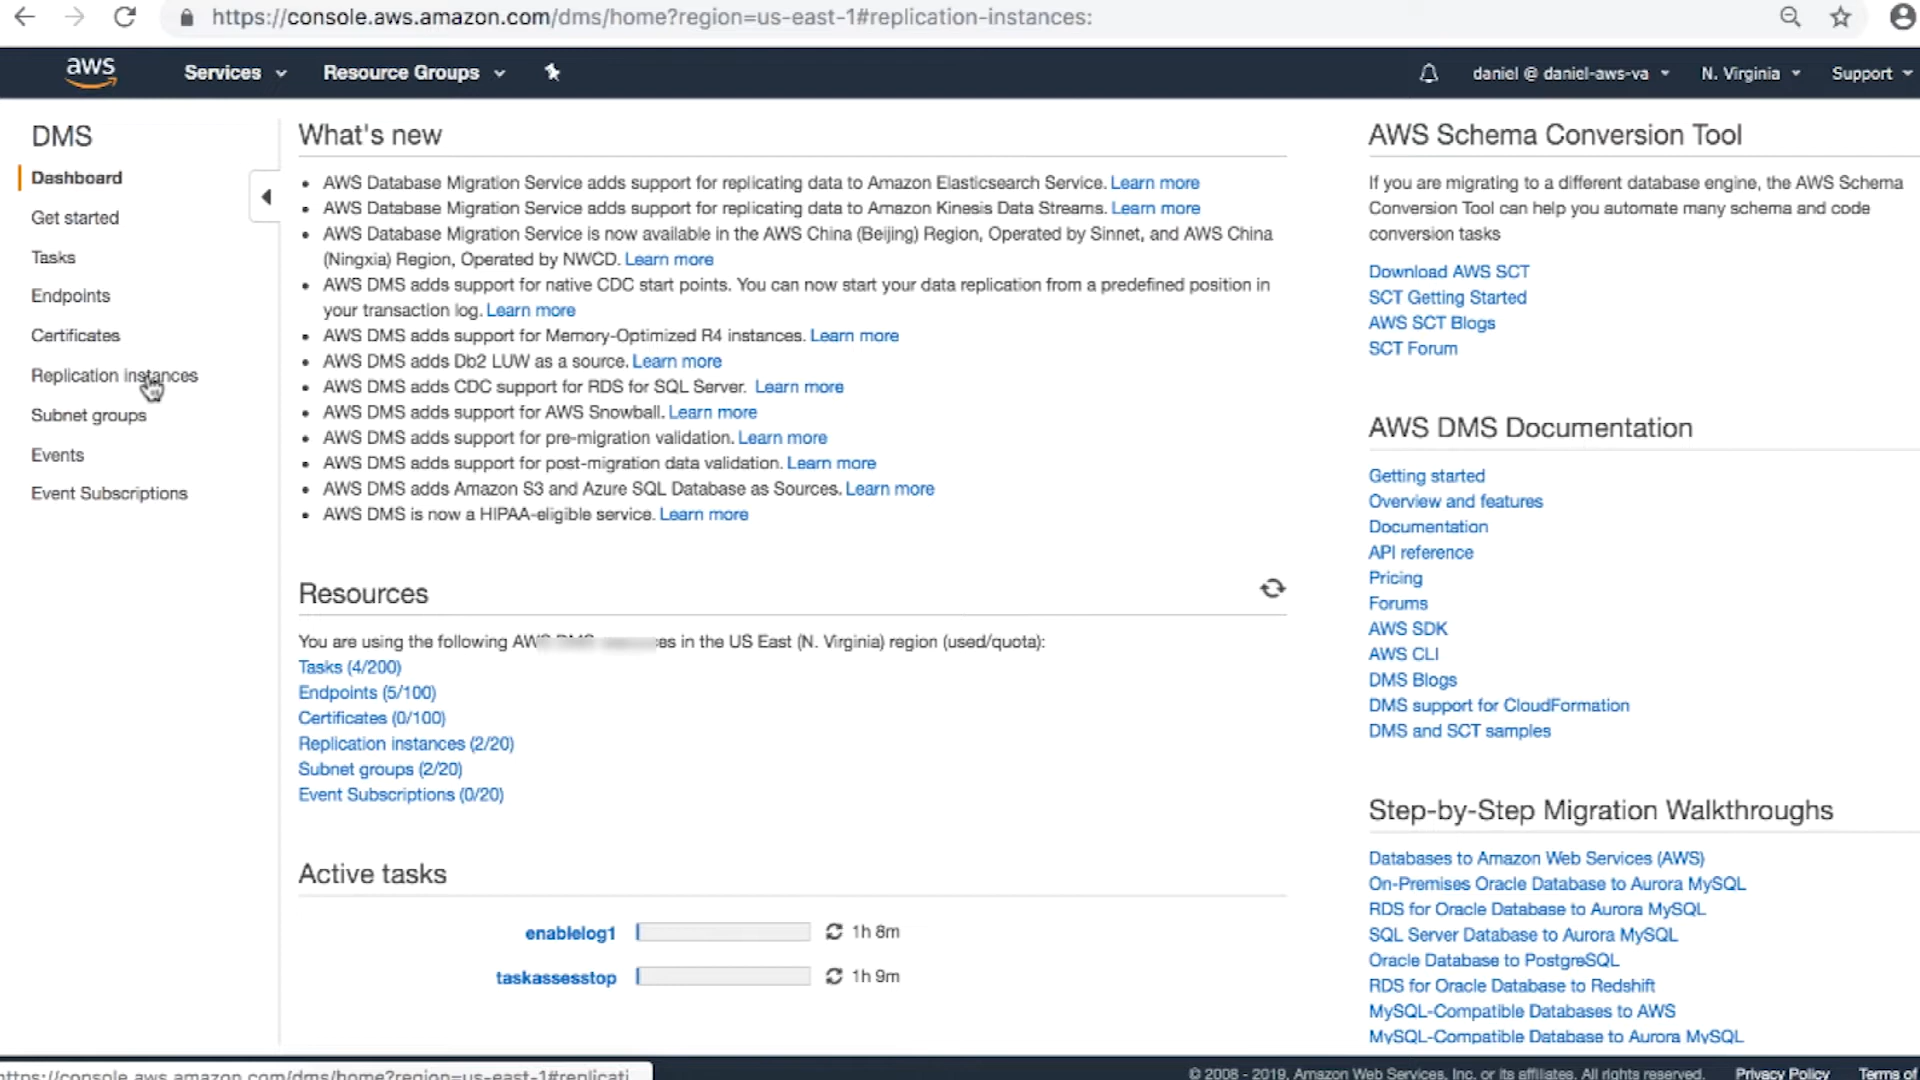 https://console.aws.amazon.com/dms/home?region=us-east-1#replication-instances:
aws
Services
Resource Groups
daniel @ daniel-aws-va
N. Virginia
Support
DMS
Dashboard
Get started
Tasks
Endpoints
Certificates
Replication instances
Subnet groups
Events
Event Subscriptions
What's new
AWS Database Migration Service adds support for replicating data to Amazon Elasticsearch Service. Learn more
AWS Database Migration Service adds support for replicating data to Amazon Kinesis Data Streams. Learn more
AWS Database Migration Service is now available in the AWS China (Beijing) Region, Operated by Sinnet, and AWS China
(Ningxia) Region, Operated by NWCD. Learn more
AWS DMS adds support for native CDC start points. You can now start your data replication from a predefined position in
your transaction log. Learn more
AWS DMS adds support for Memory-Optimized R4 instances. Learn more
AWS DMS adds Db2 LUW as a source. Learn more
AWS DMS adds CDC support for RDS for SQL Server. Learn more
AWS DMS adds support for AWS Snowball. Learn more
AWS DMS adds support for pre-migration validation. Learn more
AWS DMS adds support for post-migration data validation. Learn more
AWS DMS adds Amazon S3 and Azure SQL Database as Sources. Learn more
AWS DMS is now a HIPAA-eligible service. Learn more
Resources
You are using the following in the US East (N. Virginia) region (used/quota):
Tasks (4/200)
Endpoints (5/100)
Certificates (0/100)
Replication instances (2/20)
Subnet groups (2/20)
Event Subscriptions (0/20)
Active tasks
enablelog1 1h 8m
taskassesstop 1h 9m
AWS Schema Conversion Tool
If you are migrating to a different database engine, the AWS Schema
Conversion Tool can help you automate many schema and code
conversion tasks
Download AWS SCT
SCT Getting Started
AWS SCT Blogs
SCT Forum
AWS DMS Documentation
Getting started
Overview and features
Documentation
API reference
Pricing
Forums
AWS SDK
AWS CLI
DMS Blogs
DMS support for CloudFormation
DMS and SCT samples
Step-by-Step Migration Walkthroughs
Databases to Amazon Web Services (AWS)
On-Premises Oracle Database to Aurora MySQL
RDS for Oracle Database to Aurora MySQL
SQL Server Database to Aurora MySQL
Oracle Database to PostgreSQL
RDS for Oracle Database to Redshift
MySQL-Compatible Databases to AWS
MySQL-Compatible Database to Aurora MySQL
https://console.aws.amazon.com/dms/home?region=us-east-1#replicati
© 2008 - 2019, Amazon Web Services, Inc. or its affiliates. All rights reserved.
Privacy Policy
Terms of